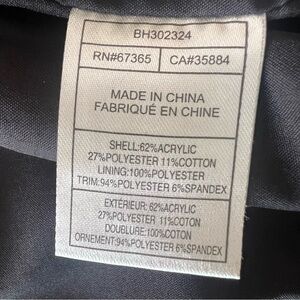 BH302324
RN#67365 CA#35884
MADE IN CHINA
FABRIQUÉ EN CHINE
SHELL:62%ACRYLIC
27%POLYESTER 11%COTTON
LINING:100%POLYESTER
TRIM:94%POLYESTER 6%SPANDEX
EXTÉRIEUR:62%ACRYLIC
27%POLYESTER 11%COTON
DOUBLURE:100%COTON
ORNEMENT:94%POLYESTER 6%SPANDEX